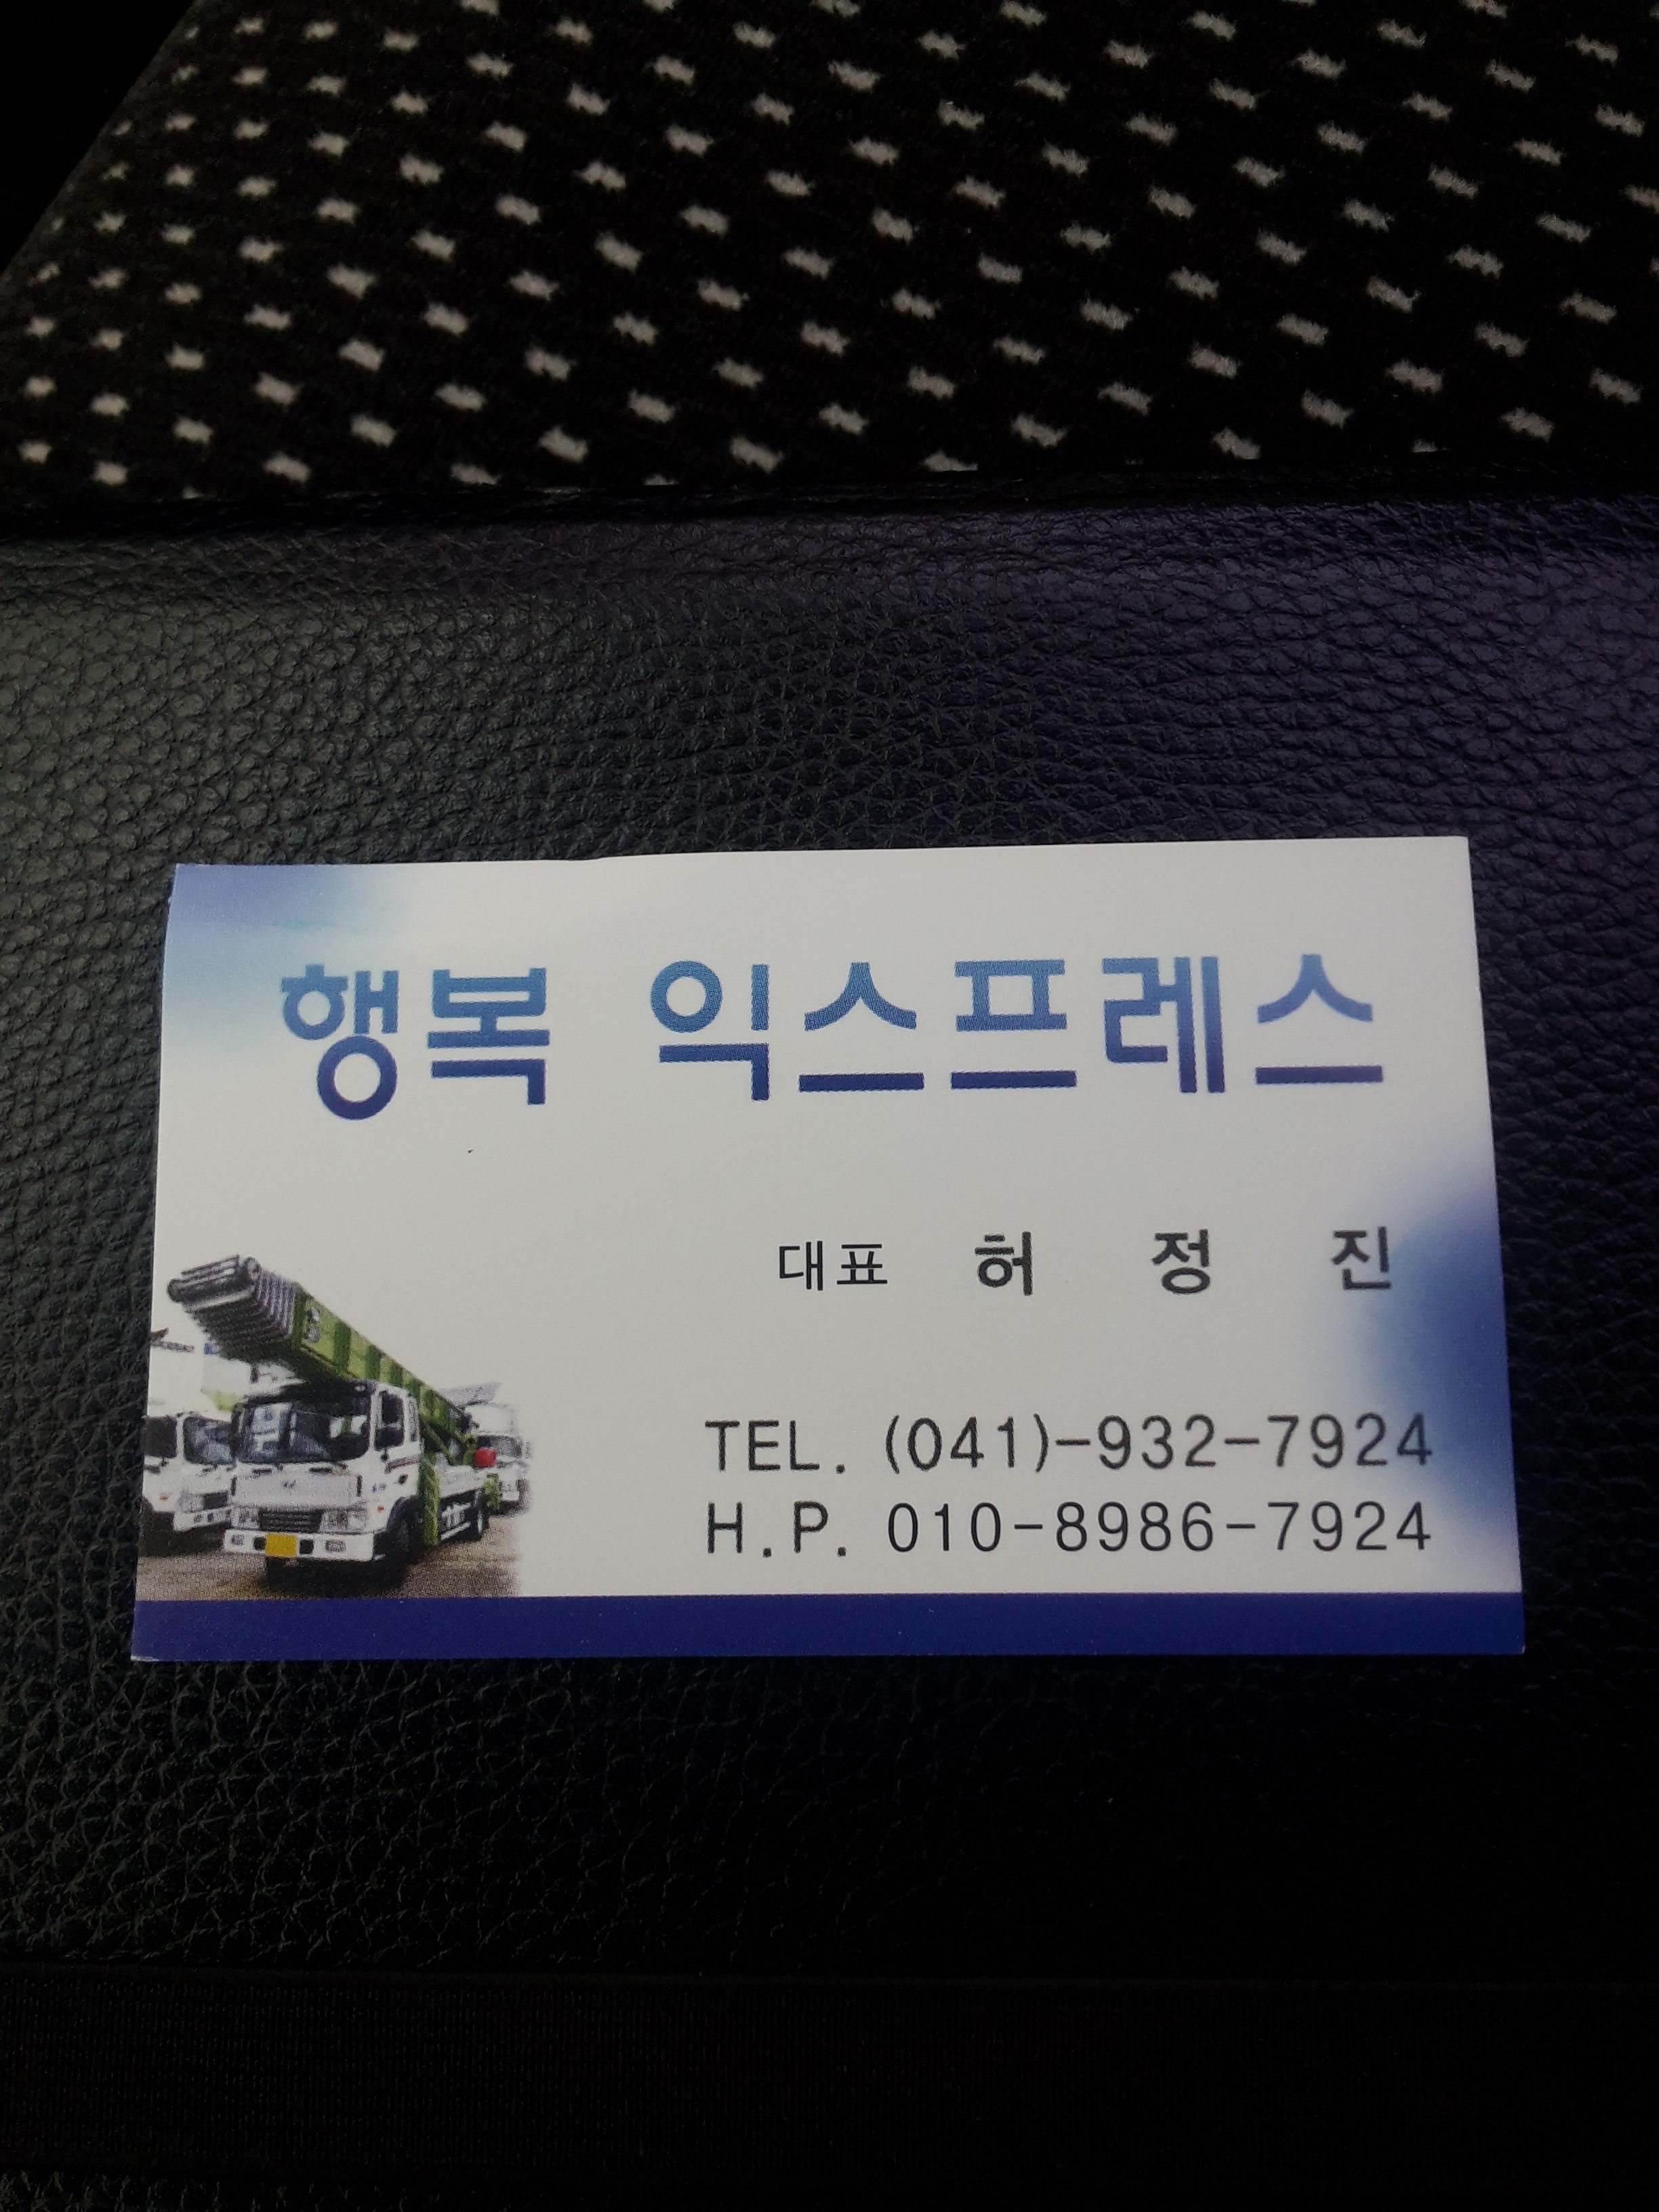 행복 익스프레스
대표 허 정 진
TEL. (041)-932-7924
H.P. 010-8986-7924